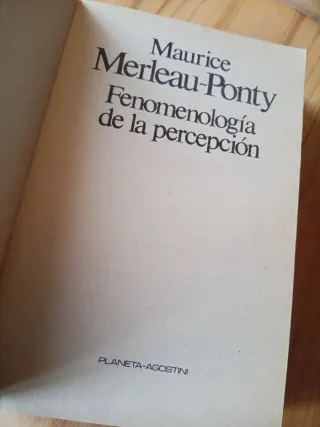 Maurice
Merleau-Ponty
Fenomenología
de la percepción
PLANETA-AGOSTINI